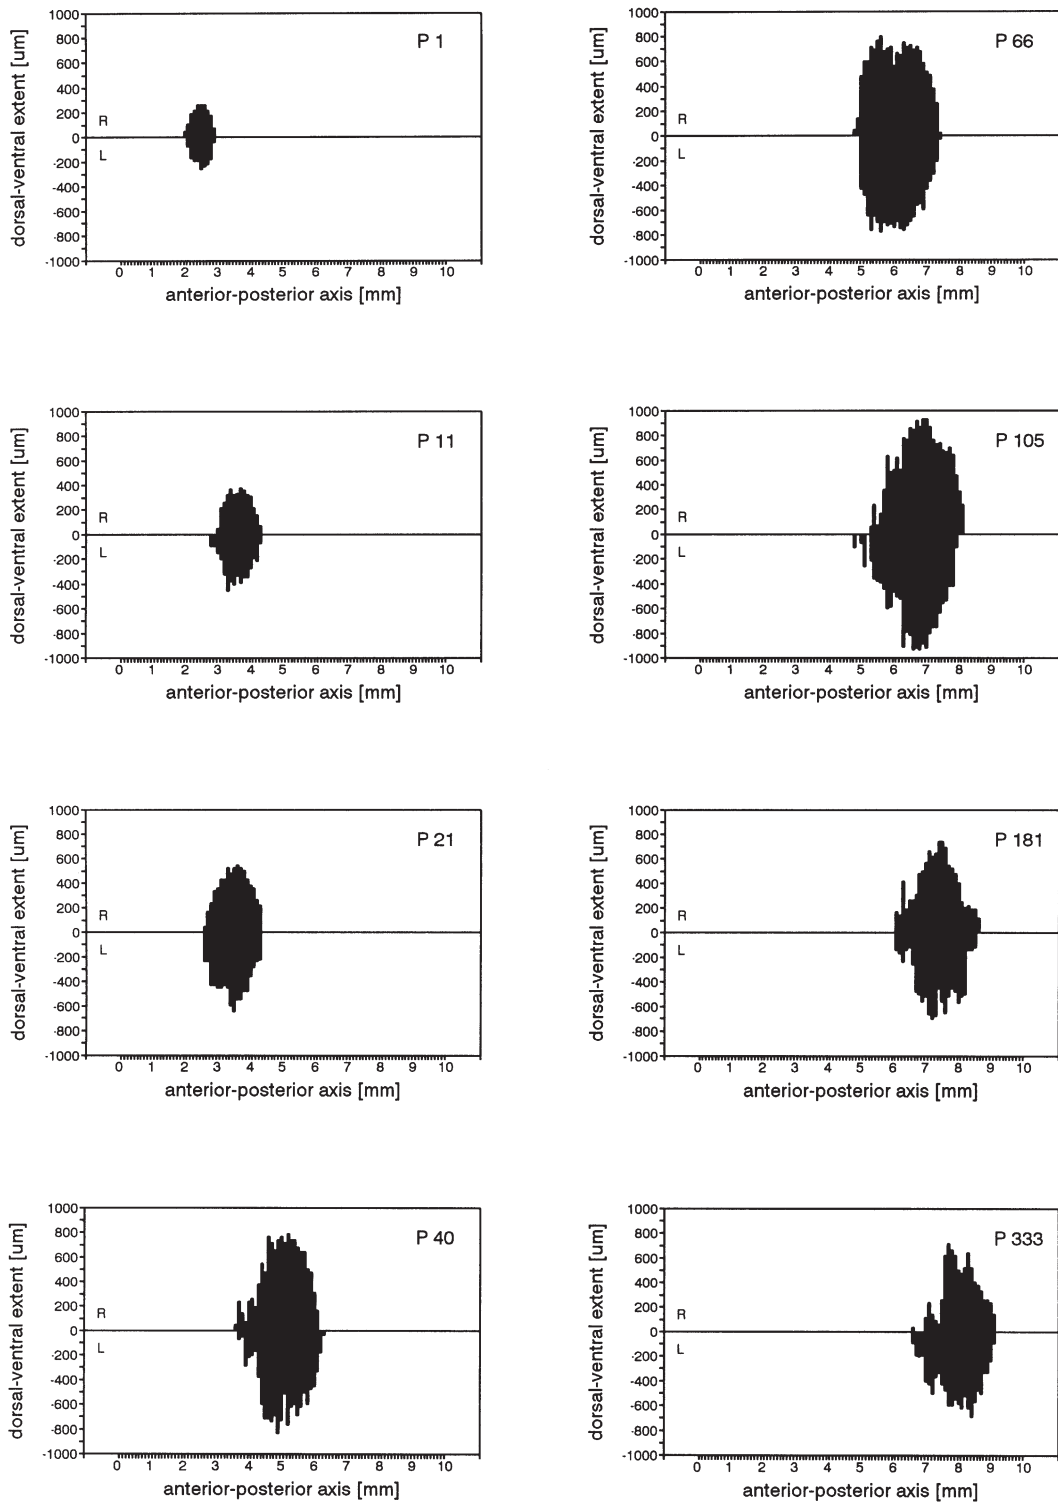 dorsal-ventral extent [um]
1000
800
600
400
200
0
-200
-400
-600
-800
-1000
R
L
P 1
0 1 2 3 4 5 6 7 8 9 10
anterior-posterior axis [mm]
dorsal-ventral extent [um]
1000
800
600
400
200
0
-200
-400
-600
-800
-1000
R
L
P 66
0 1 2 3 4 5 6 7 8 9 10
anterior-posterior axis [mm]
dorsal-ventral extent [um]
1000
800
600
400
200
0
-200
-400
-600
-800
-1000
R
L
P 11
0 1 2 3 4 5 6 7 8 9 10
anterior-posterior axis [mm]
dorsal-ventral extent [um]
1000
800
600
400
200
0
-200
-400
-600
-800
-1000
R
L
P 105
0 1 2 3 4 5 6 7 8 9 10
anterior-posterior axis [mm]
dorsal-ventral extent [um]
1000
800
600
400
200
0
-200
-400
-600
-800
-1000
R
L
P 21
0 1 2 3 4 5 6 7 8 9 10
anterior-posterior axis [mm]
dorsal-ventral extent [um]
1000
800
600
400
200
0
-200
-400
-600
-800
-1000
R
L
P 181
0 1 2 3 4 5 6 7 8 9 10
anterior-posterior axis [mm]
dorsal-ventral extent [um]
1000
800
600
400
200
0
-200
-400
-600
-800
-1000
R
L
P 40
0 1 2 3 4 5 6 7 8 9 10
anterior-posterior axis [mm]
dorsal-ventral extent [um]
1000
800
600
400
200
0
-200
-400
-600
-800
-1000
R
L
P 333
0 1 2 3 4 5 6 7 8 9 10
anterior-posterior axis [mm]